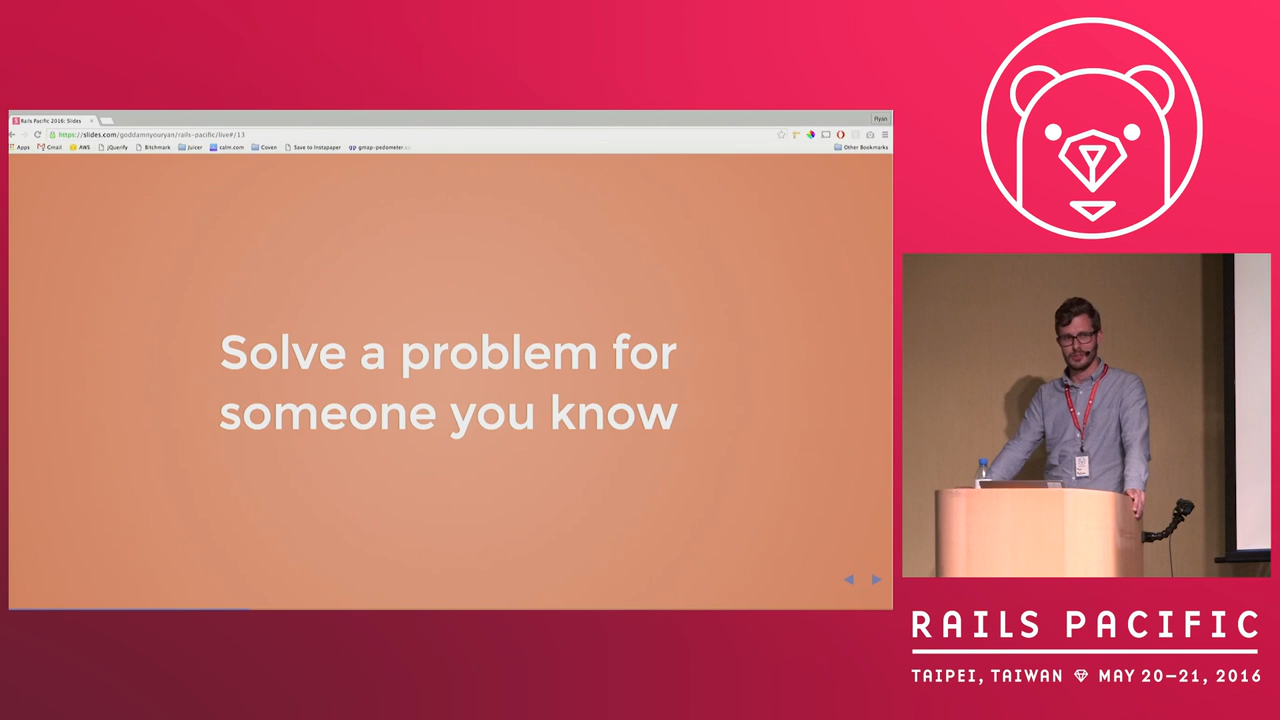 Rails Pacific 2016: Slides
Ryan
https://slides.com/goddamnyouryan/rails-pacific/live#/13
Apps Gmail AWS jQuerify Bitchmark Juicer calm.com Coven Save to Instapaper gmap-pedometer Other Bookmarks
Solve a problem for
someone you know
RAILS PACIFIC
TAIPEI, TAIWAN MAY 20–21, 2016